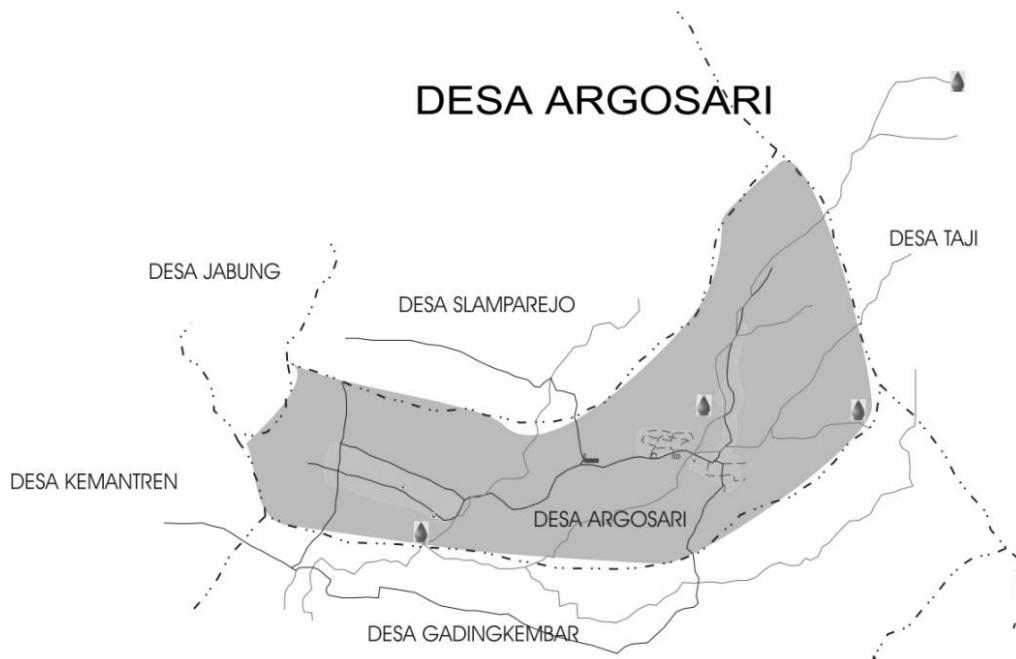 DESA ARGOSARI
DESA TAJI
DESA JABUNG
DESA SLAMPAREJO
DESA KEMANTREN
DESA ARGOSARI
DESA GADINGKEMBAR